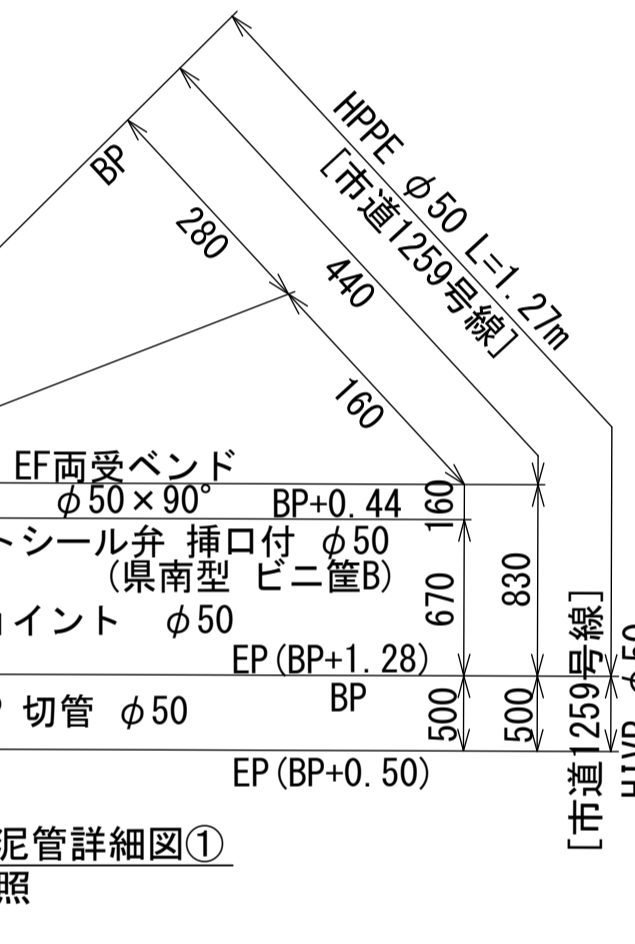 HPPE φ50 L=1.27m
[市道1259号線]
BP
280
440
160
EF両受ベンド
φ50×90°
BP+0.44
160
トシール弁 挿口付 φ50
(県南型 ビニ筐B)
670
830
イント φ50
EP(BP+1.28)
BP
切管 φ50
500
500
EP(BP+0.50)
[市道1259号線]
HIVP φ50
泥管詳細図①
照